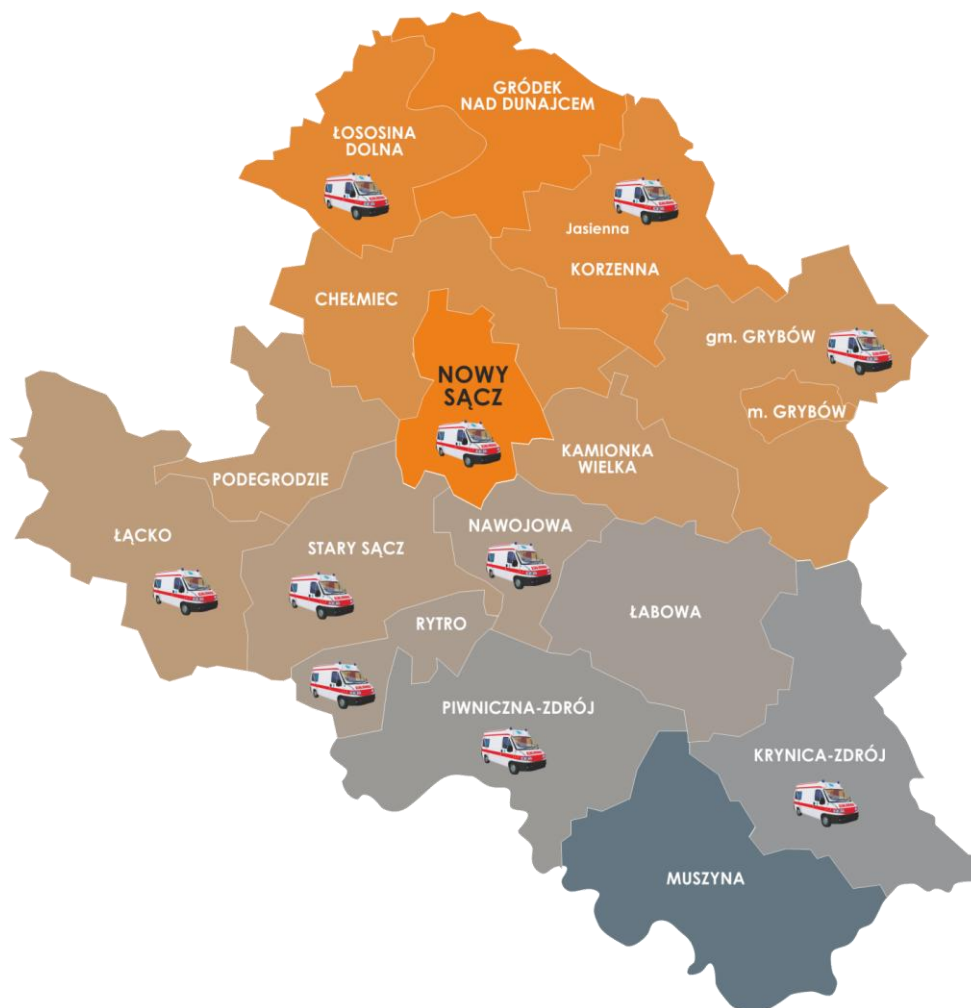 GRÓDEK
NAD DUNAJCEM
ŁOSOSINA
DOLNA
Jasienna
KORZENNA
CHEŁMIEC
gm. GRYBÓW
NOWY
SĄCZ
m. GRYBÓW
KAMIONKA
WIELKA
PODEGRODZIE
ŁĄCKO
STARY SĄCZ
NAWOJOWA
RYTRO
ŁABOWA
PIWNICZNA-ZDRÓJ
KRYNICA-ZDRÓJ
MUSZYNA